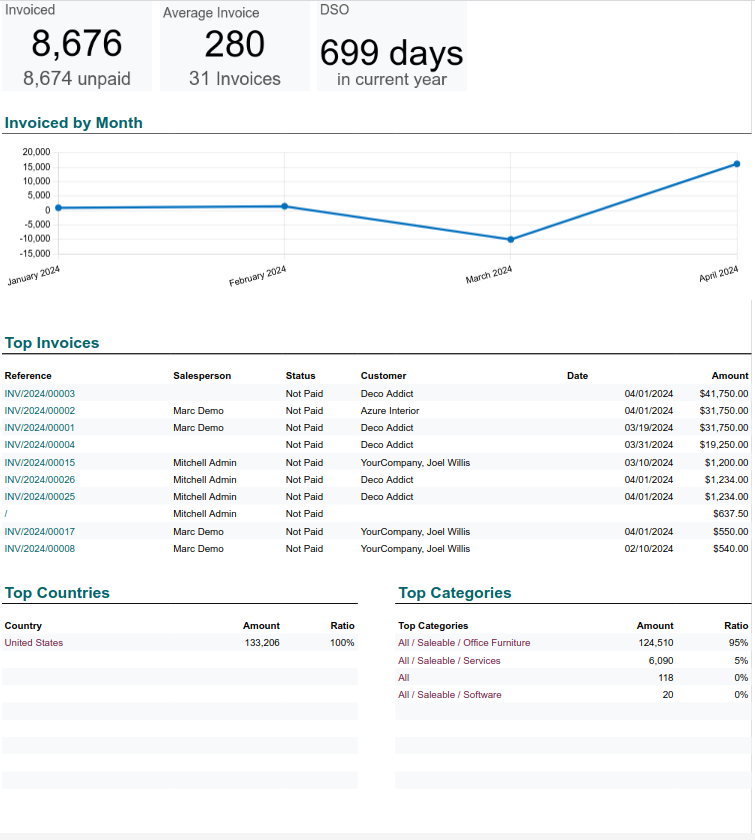 Invoiced
Average Invoice
DSO
8,676
280
699 days
8,674 unpaid
31 Invoices
in current year
Invoiced by Month
20,000
15,000
10,000
5,000
0
-5,000
-10,000
-15,000
January 2024
February 2024
March 2024
April 2024
Top Invoices
Reference Salesperson Status Customer Date Amount
INV/2024/00003 Not Paid Deco Addict 04/01/2024 $41,750.00
INV/2024/00002 Marc Demo Not Paid Azure Interior 04/01/2024 $31,750.00
INV/2024/00001 Marc Demo Not Paid Deco Addict 03/19/2024 $31,750.00
INV/2024/00004 Not Paid Deco Addict 03/31/2024 $19,250.00
INV/2024/00015 Mitchell Admin Not Paid YourCompany, Joel Willis 03/10/2024 $1,200.00
INV/2024/00026 Mitchell Admin Not Paid Deco Addict 04/01/2024 $1,234.00
INV/2024/00025 Mitchell Admin Not Paid Deco Addict 04/01/2024 $1,234.00
/ Mitchell Admin Not Paid $637.50
INV/2024/00017 Marc Demo Not Paid YourCompany, Joel Willis 04/01/2024 $550.00
INV/2024/00008 Marc Demo Not Paid YourCompany, Joel Willis 02/10/2024 $540.00
Top Countries
Country Amount Ratio
United States 133,206 100%
Top Categories
Top Categories Amount Ratio
All / Saleable / Office Furniture 124,510 95%
All / Saleable / Services 6,090 5%
All 118 0%
All / Saleable / Software 20 0%